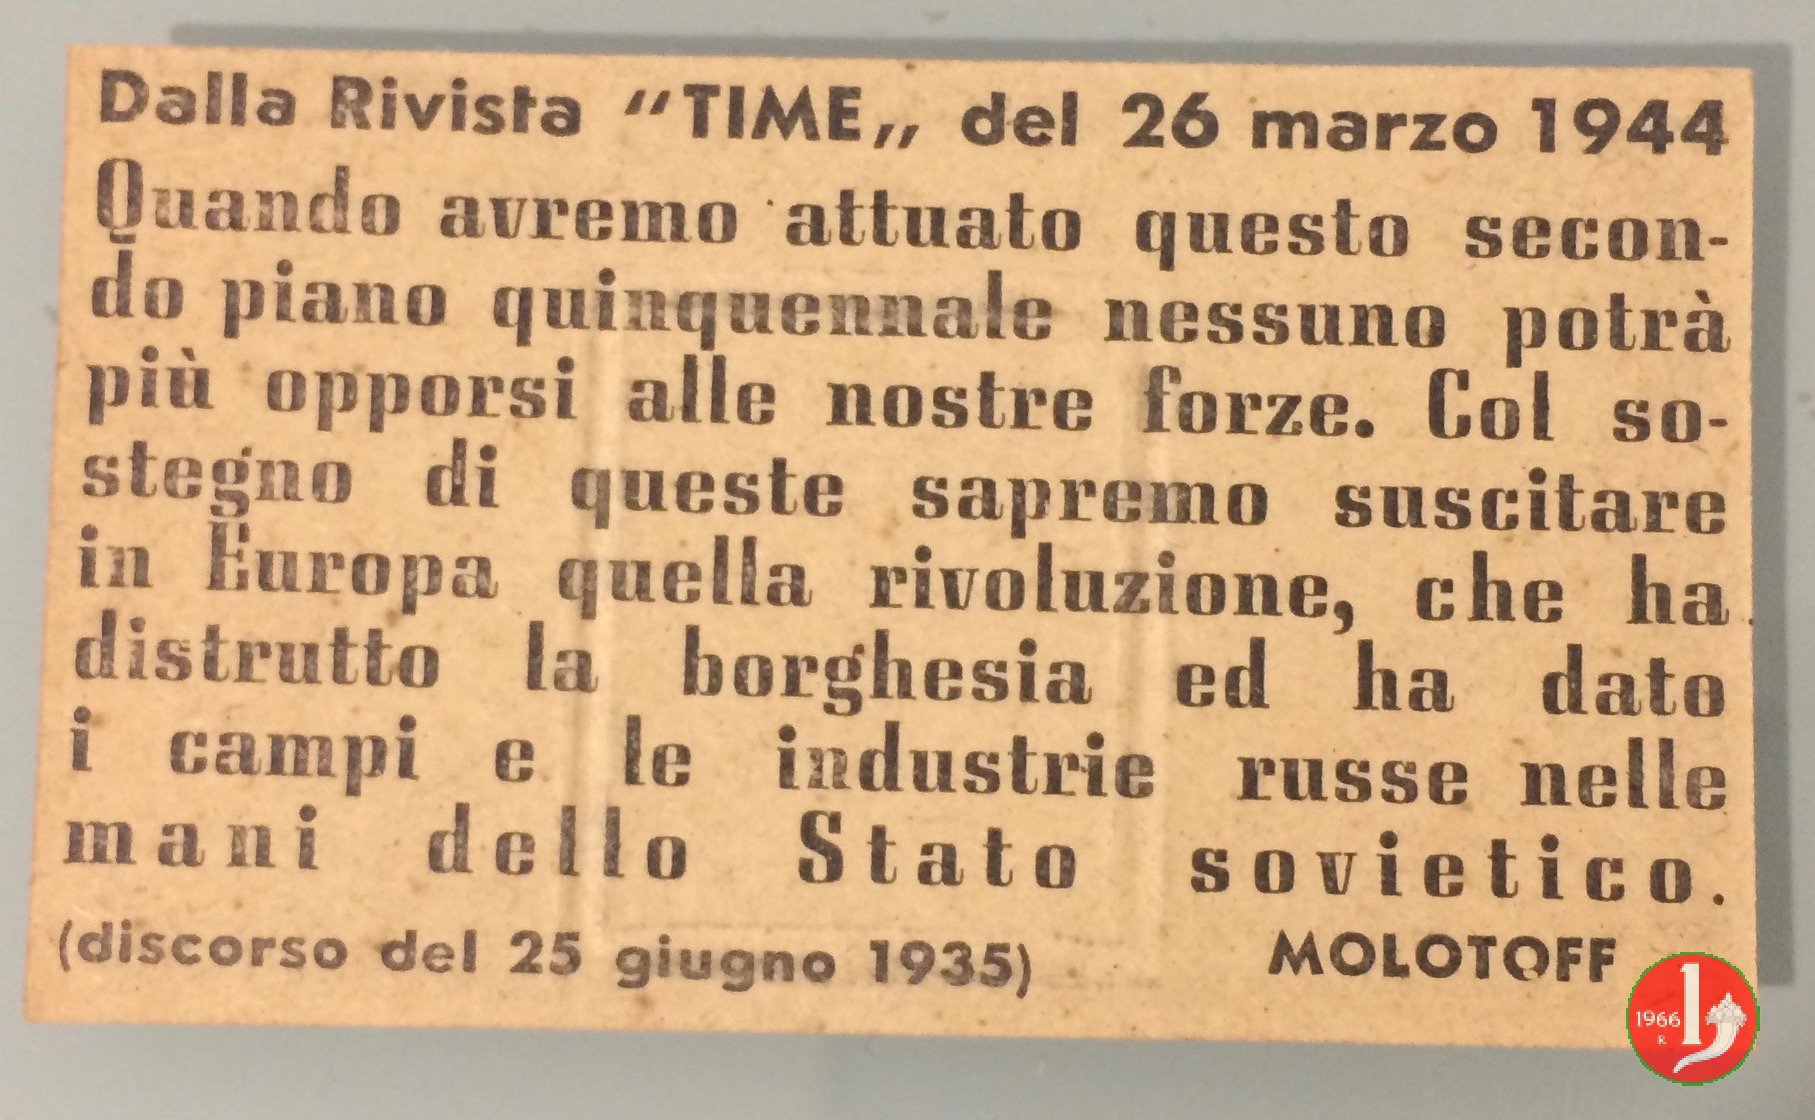 Dalla Rivista "TIME„ del 26 marzo 1944
Quando avremo attuato questo secon-
do piano quinquennale nessuno potrà
più opporsi alle nostre forze. Col so-
stegno di queste sapremo suscitare
in Europa quella rivoluzione, che ha
distrutto la borghesia ed ha dato
i campi e le industrie russe nelle
mani dello Stato sovietico.
(discorso del 25 giugno 1935) MOLOTOFF
1966
R